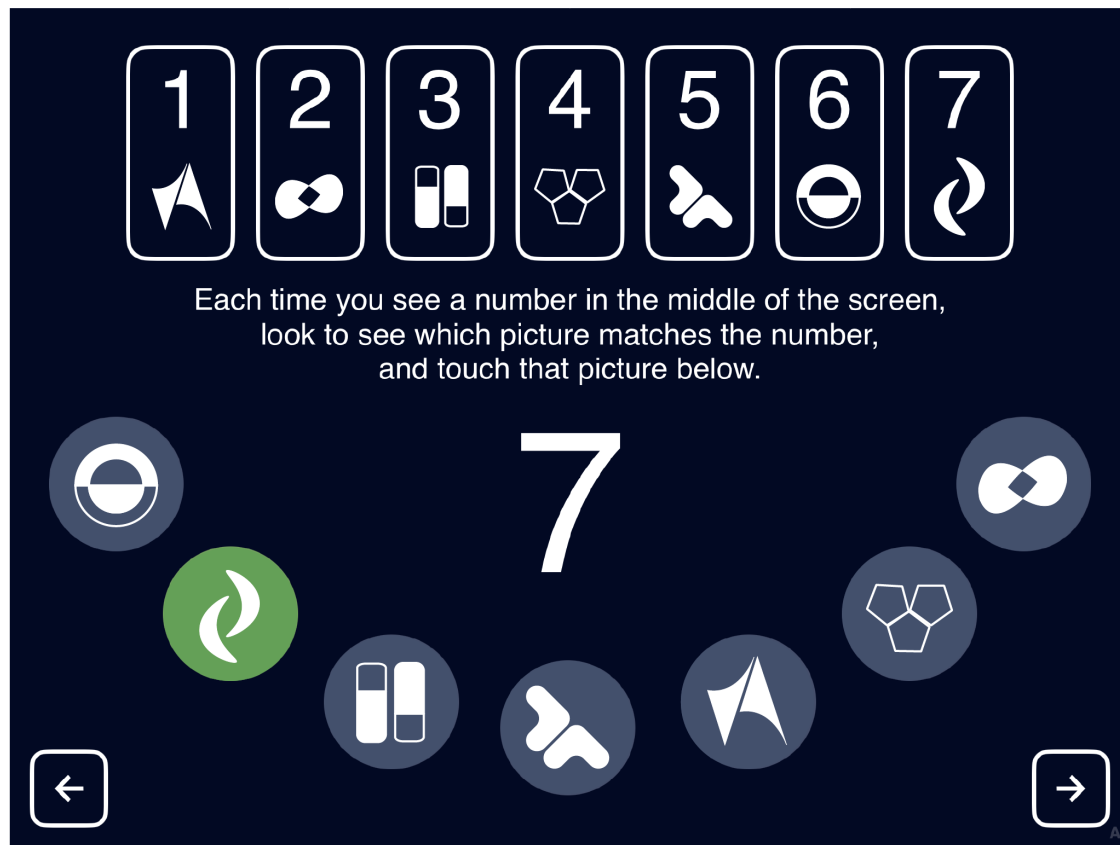 1 2 3 4 5 6 7
Each time you see a number in the middle of the screen,
look to see which picture matches the number,
and touch that picture below.
7
A